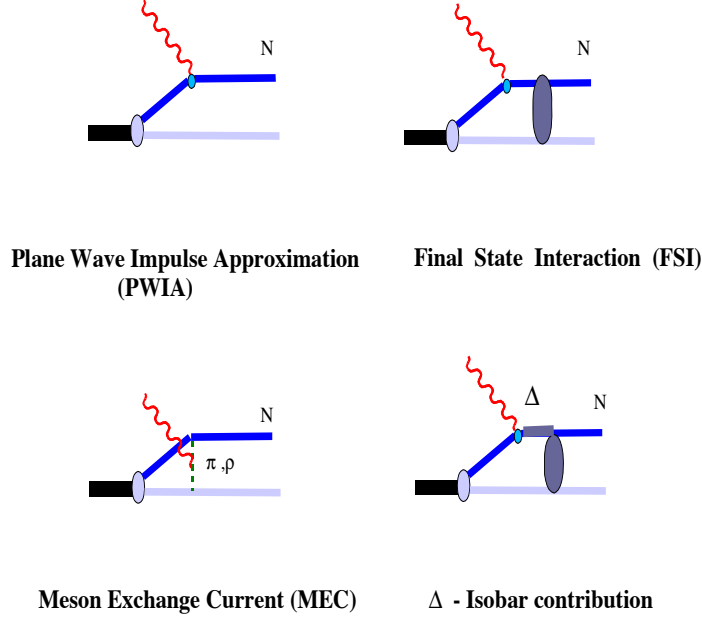 N
N
Plane Wave Impulse Approximation
(PWIA)
Final State Interaction (FSI)
N
π ,ρ
Δ
N
Meson Exchange Current (MEC)
Δ - Isobar contribution